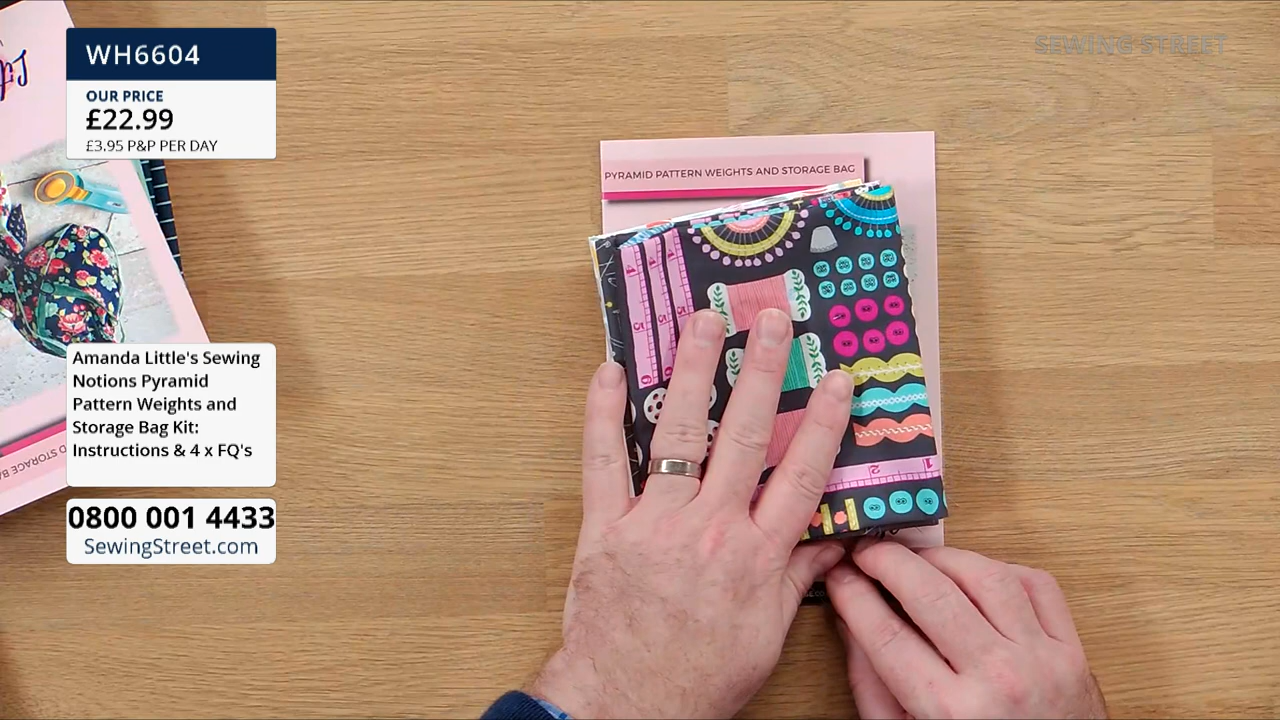 WH6604
OUR PRICE
£22.99
£3.95 P&P PER DAY
SEWING STREET
PYRAMID PATTERN WEIGHTS AND STORAGE BAG
Amanda Little's Sewing
Notions Pyramid
Pattern Weights and
Storage Bag Kit:
Instructions & 4 x FQ's
0800 001 4433
SewingStreet.com